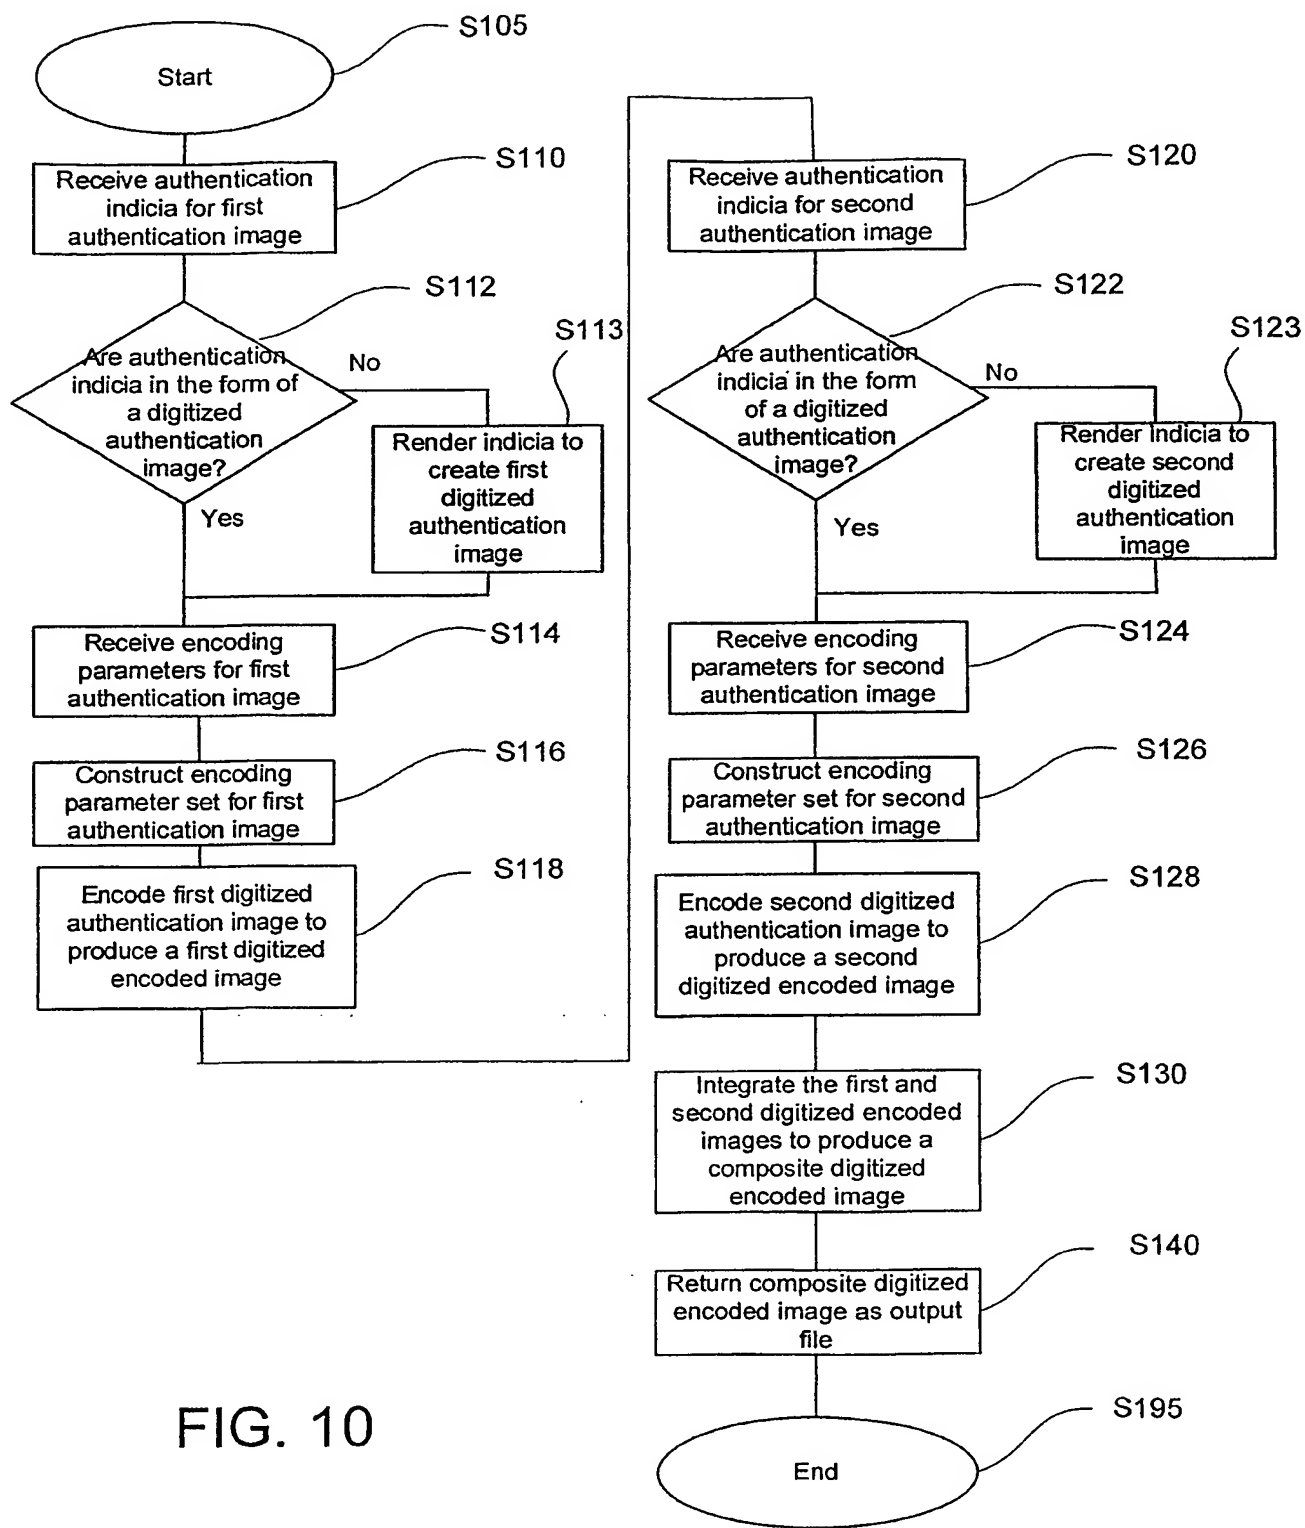 S105
Start
S110
Receive authentication
indicia for first
authentication image
S112
Are authentication
indicia in the form of
a digitized
authentication
image?
No
S113
Render indicia to
create first
digitized
authentication
image
Yes
S114
Receive encoding
parameters for first
authentication image
S116
Construct encoding
parameter set for first
authentication image
S118
Encode first digitized
authentication image to
produce a first digitized
encoded image
S120
Receive authentication
indicia for second
authentication image
S122
Are authentication
indicia in the form
of a digitized
authentication
image?
No
S123
Render indicia to
create second
digitized
authentication
image
Yes
S124
Receive encoding
parameters for second
authentication image
S126
Construct encoding
parameter set for second
authentication image
S128
Encode second digitized
authentication image to
produce a second
digitized encoded image
S130
Integrate the first and
second digitized encoded
images to produce a
composite digitized
encoded image
S140
Return composite digitized
encoded image as output
file
S195
End
FIG. 10